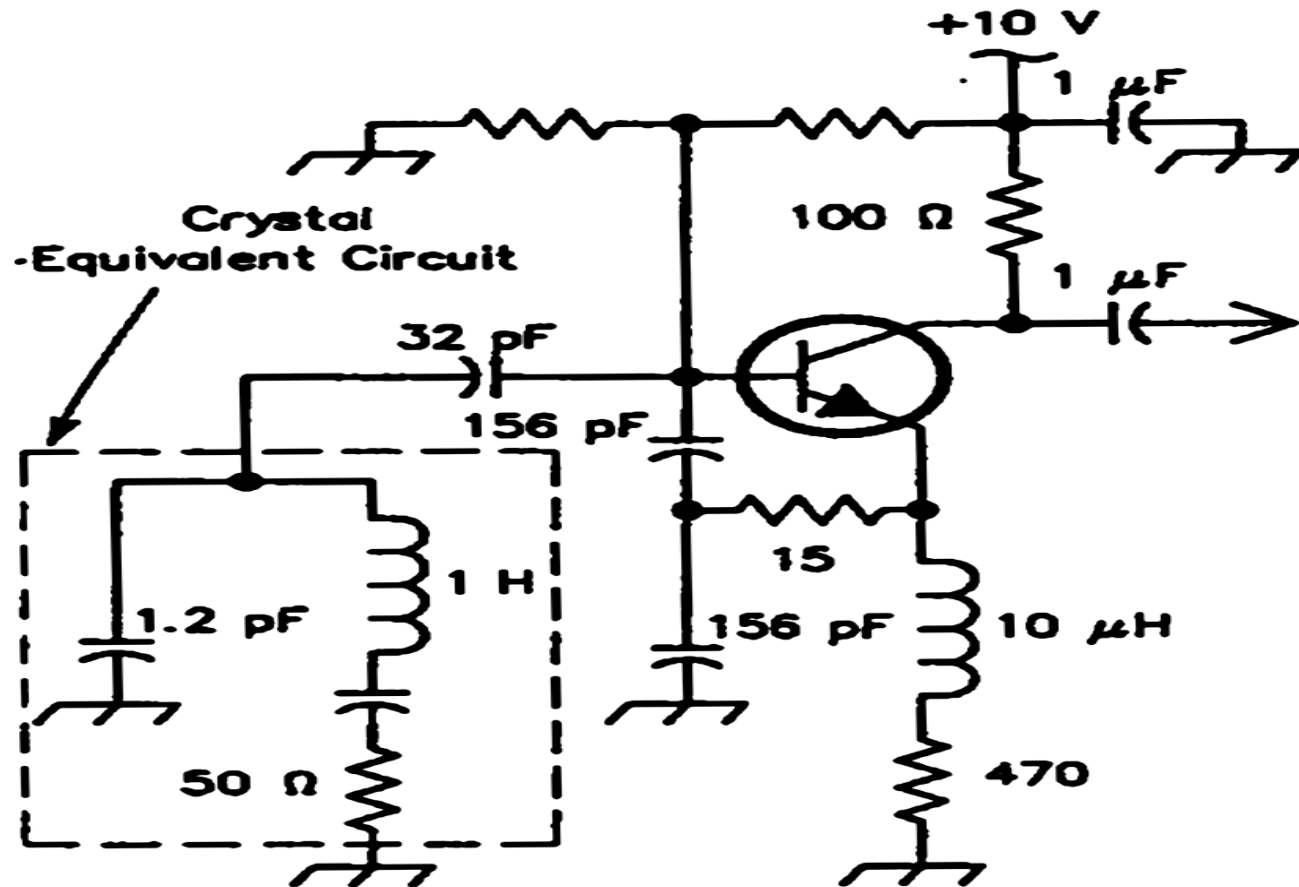 +10 V
1 μF
Crystal
Equivalent Circuit
100 Ω
1 μF
32 pF
156 pF
15
1 H
1.2 pF
156 pF
10 μH
50 Ω
470